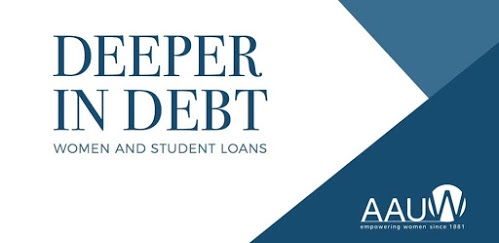 DEEPER
IN DEBT
WOMEN AND STUDENT LOANS
AAUW
empowering women since 1881